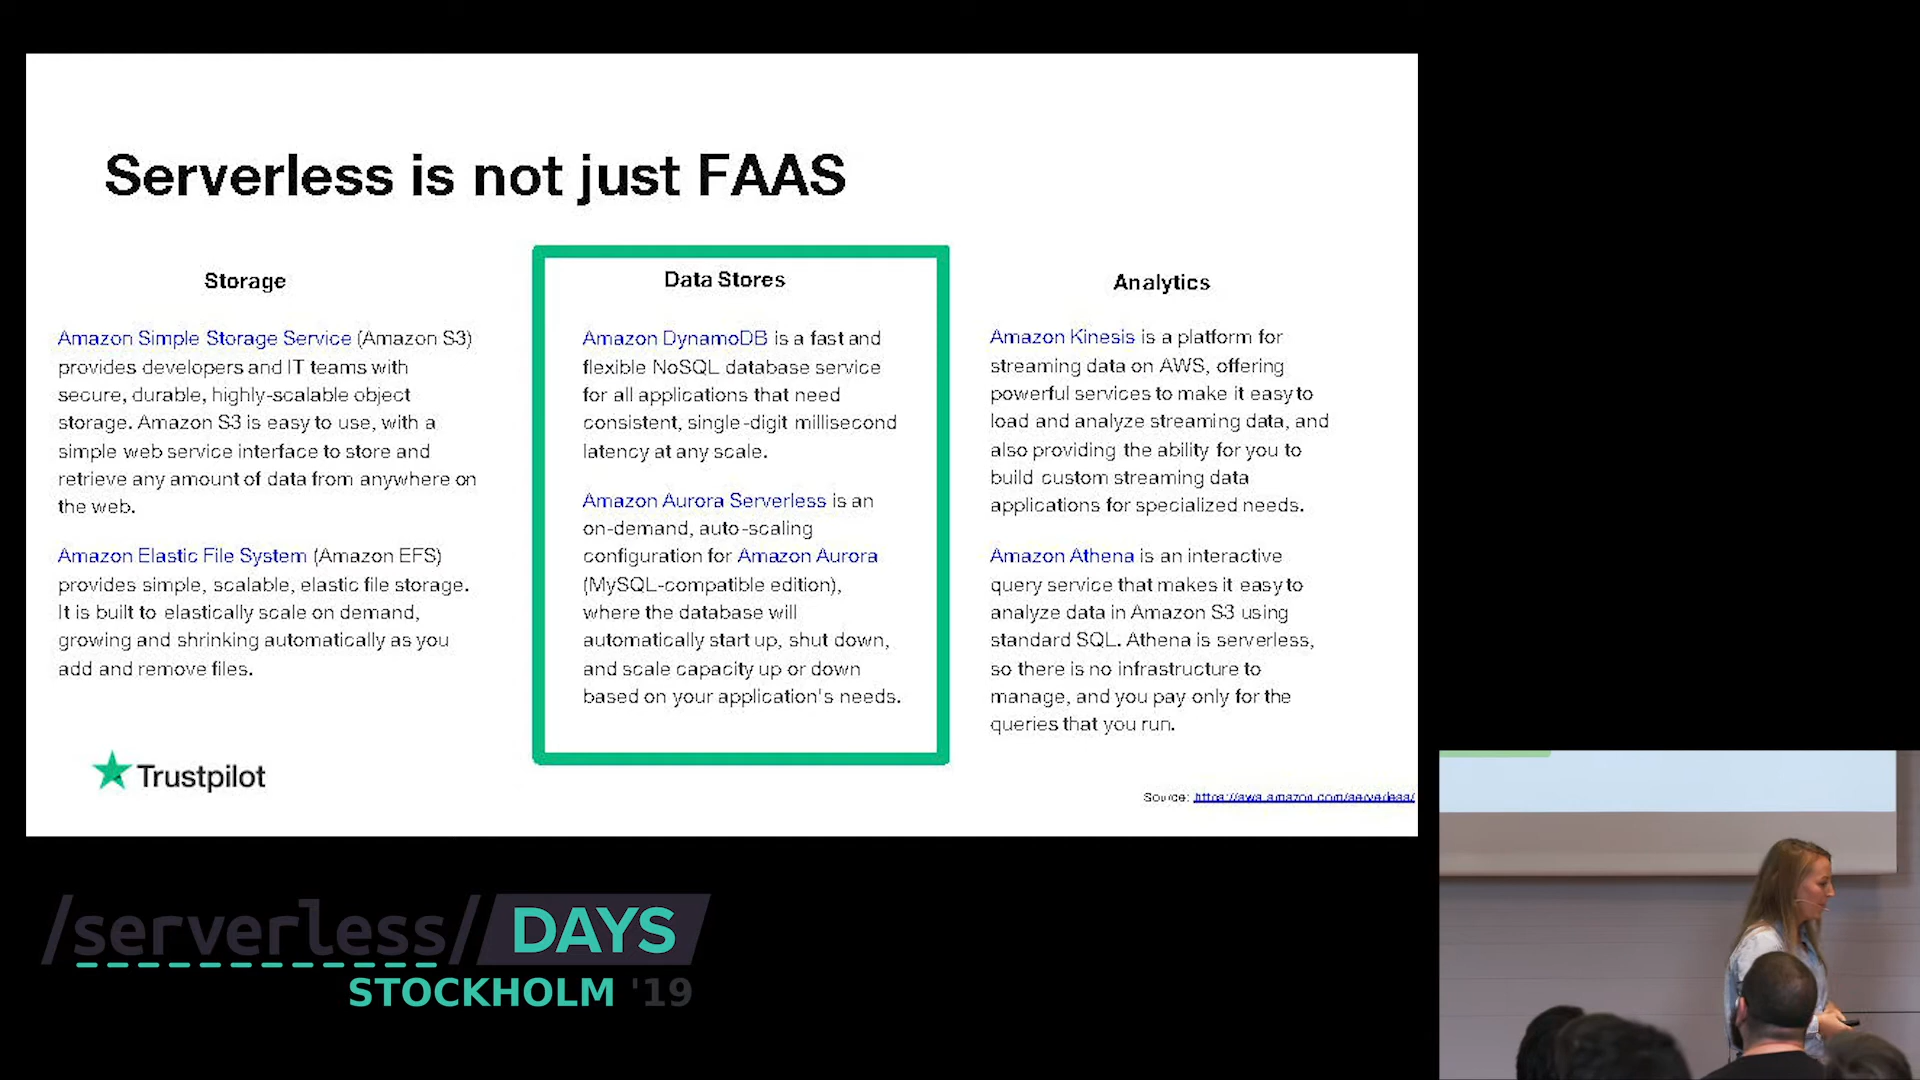 Serverless is not just FAAS
Storage
Amazon Simple Storage Service (Amazon S3)
provides developers and IT teams with
secure, durable, highly-scalable object
storage. Amazon S3 is easy to use, with a
simple web service interface to store and
retrieve any amount of data from anywhere on
the web.
Amazon Elastic File System (Amazon EFS)
provides simple, scalable, elastic file storage.
It is built to elastically scale on demand,
growing and shrinking automatically as you
add and remove files.
Data Stores
Amazon DynamoDB is a fast and
flexible NoSQL database service
for all applications that need
consistent, single-digit millisecond
latency at any scale.
Amazon Aurora Serverless is an
on-demand, auto-scaling
configuration for Amazon Aurora
(MySQL-compatible edition),
where the database will
automatically start up, shut down,
and scale capacity up or down
based on your application's needs.
Analytics
Amazon Kinesis is a platform for
streaming data on AWS, offering
powerful services to make it easy to
load and analyze streaming data, and
also providing the ability for you to
build custom streaming data
applications for specialized needs.
Amazon Athena is an interactive
query service that makes it easy to
analyze data in Amazon S3 using
standard SQL. Athena is serverless,
so there is no infrastructure to
manage, and you pay only for the
queries that you run.
Trustpilot
Source: https://aws.amazon.com/serverless/
/serverless/ DAYS
STOCKHOLM '19